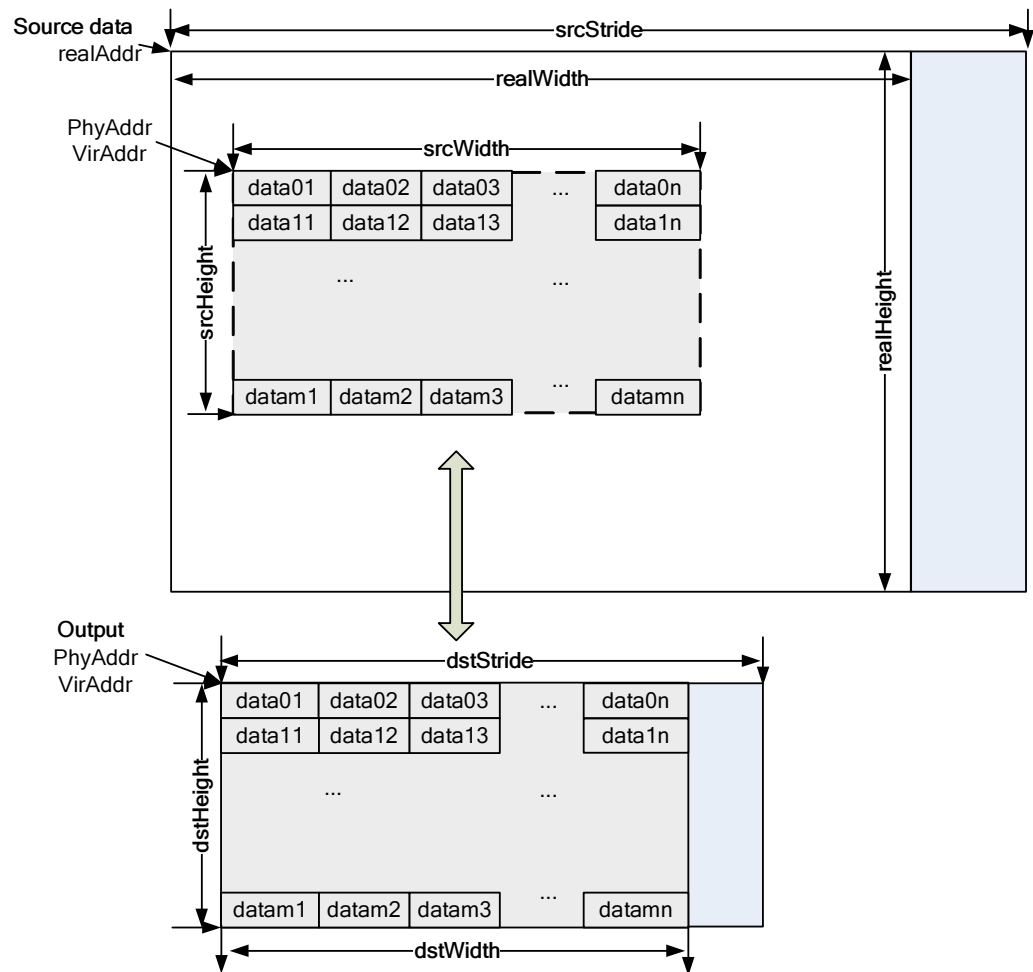 Source data
realAddr
srcStride
realWidth
PhyAddr
VirAddr
srcWidth
data01 data02 data03 ... data0n
data11 data12 data13 data1n
... ...
srcHeight
realHeight
datam1 datam2 datam3 ... datamn
Output
PhyAddr
VirAddr
dstStride
data01 data02 data03 ... data0n
data11 data12 data13 data1n
... ...
dstHeight
datam1 datam2 datam3 ... datamn
dstWidth